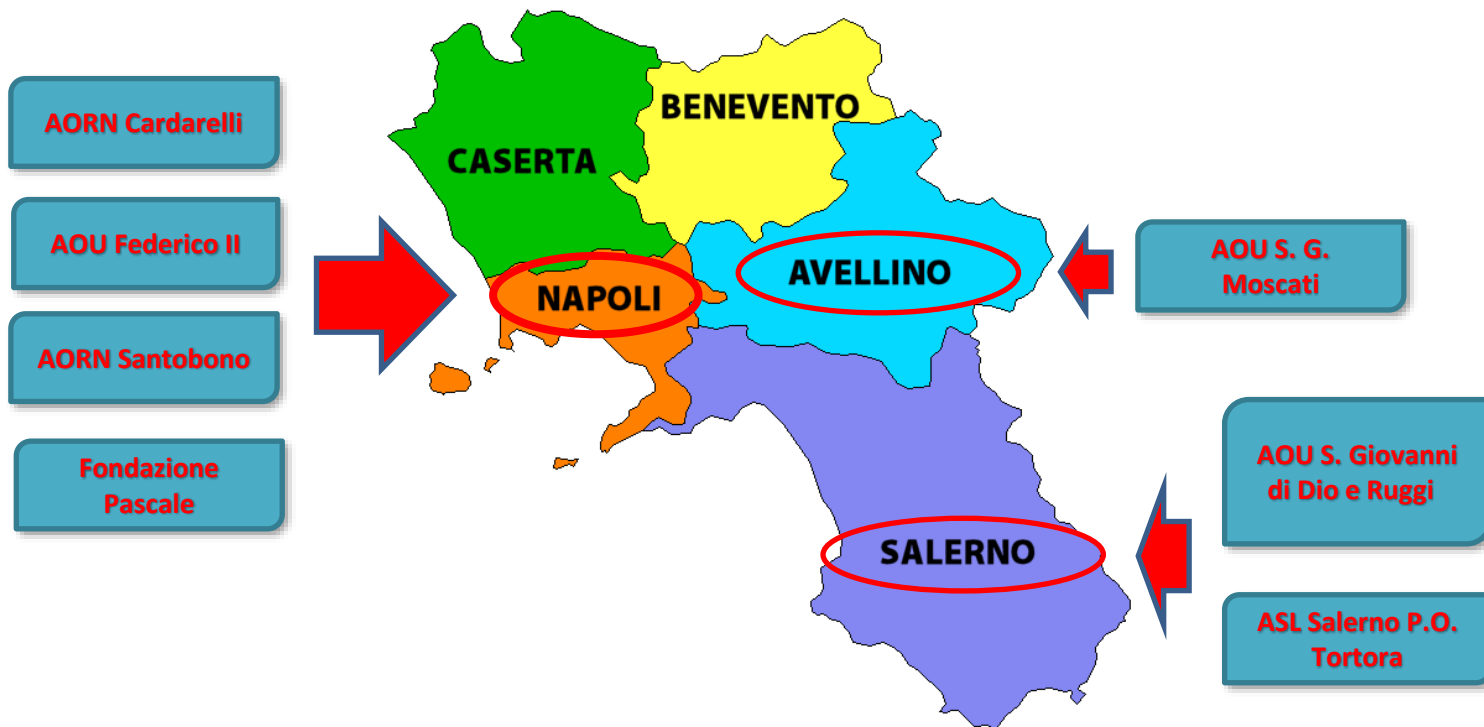 AORN Cardarelli
AOU Federico II
AORN Santobono
Fondazione
Pascale
CASERTA
BENEVENTO
NAPOLI
AVELLINO
SALERNO
AOU S. G.
Moscati
AOU S. Giovanni
di Dio e Ruggi
ASL Salerno P.O.
Tortora